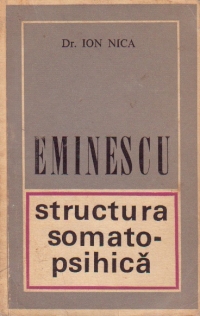 Dr. ION NICA
EMINESCU
structura
somato-
psihică